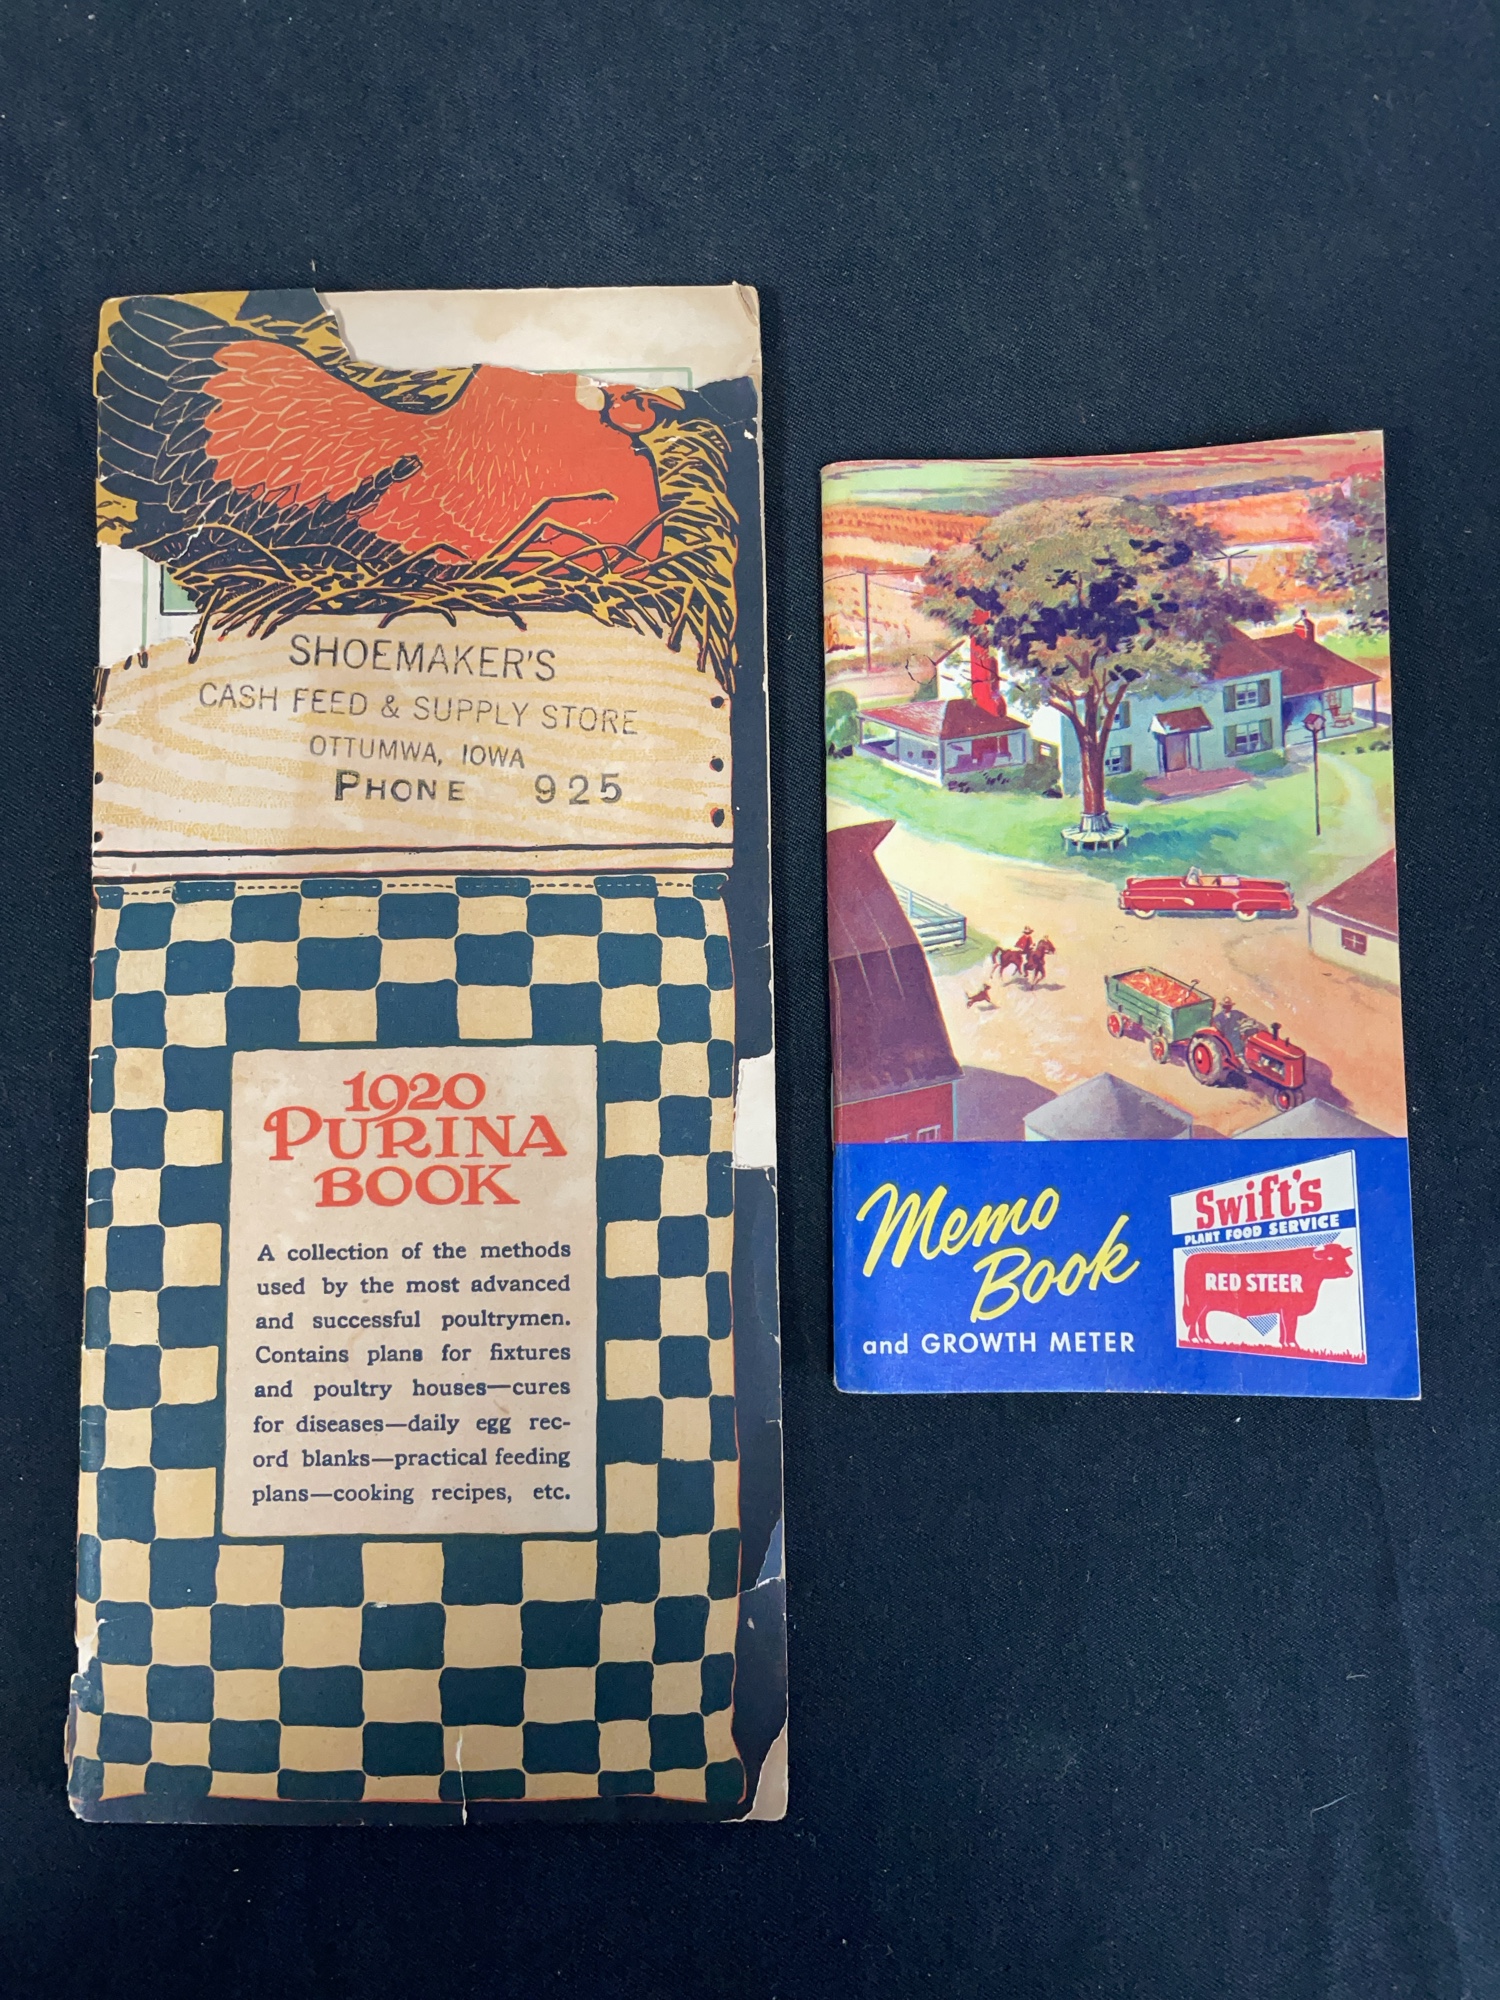 SHOEMAKER'S
CASH FEED & SUPPLY STORE
OTTUMWA, IOWA
PHONE 925
1920
PURINA
BOOK
A collection of the methods
used by the most advanced
and successful poultrymen.
Contains plans for fixtures
and poultry houses—cures
for diseases—daily egg rec-
ord blanks—practical feeding
plans—cooking recipes, etc.
Memo
Book
and GROWTH METER
Swift's
PLANT FOOD SERVICE
RED STEER